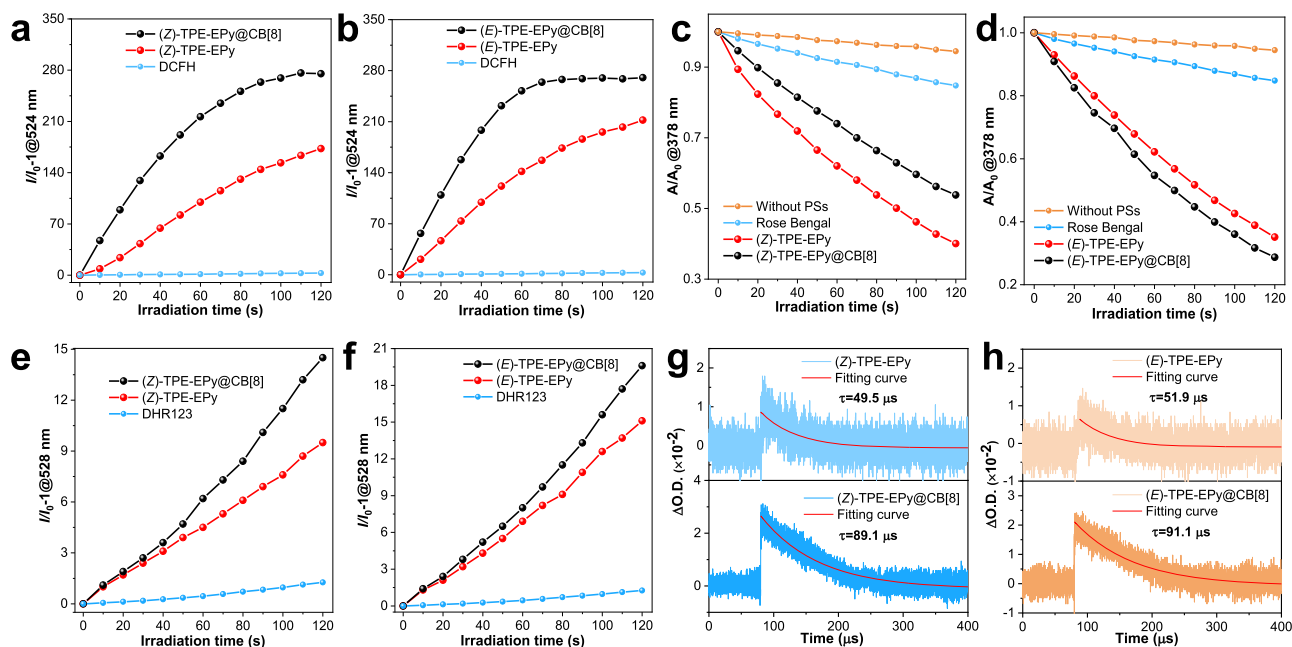 a
350
280
210
140
70
0
I/I0-1@524 nm
(Z)-TPE-EPy@CB[8]
(Z)-TPE-EPy
DCFH
0 20 40 60 80 100 120
Irradiation time (s)
b
350
280
210
140
70
0
I/I0-1@524 nm
(E)-TPE-EPy@CB[8]
(E)-TPE-EPy
DCFH
0 20 40 60 80 100 120
Irradiation time (s)
c
0.9
0.7
0.5
0.3
A/A0 @378 nm
Without PSs
Rose Bengal
(Z)-TPE-EPy
(Z)-TPE-EPy@CB[8]
0 20 40 60 80 100 120
Irradiation time (s)
d
1.0
0.8
0.6
0.4
0.2
A/A0 @378 nm
Without PSs
Rose Bengal
(E)-TPE-EPy
(E)-TPE-EPy@CB[8]
0 20 40 60 80 100 120
Irradiation time (s)
e
15
12
9
6
3
0
I/I0-1@528 nm
(Z)-TPE-EPy@CB[8]
(Z)-TPE-EPy
DHR123
0 20 40 60 80 100 120
Irradiation time (s)
f
21
18
15
12
9
6
3
0
I/I0-1@528 nm
(E)-TPE-EPy@CB[8]
(E)-TPE-EPy
DHR123
0 20 40 60 80 100 120
Irradiation time (s)
g
2
1
0
4
3
2
1
0
ΔO.D. (×10-2)
(Z)-TPE-EPy
Fitting curve
τ=49.5 μs
(Z)-TPE-EPy@CB[8]
Fitting curve
τ=89.1 μs
0 100 200 300 400
Time (μs)
h
2
1
0
-1
3
2
1
0
-1
ΔO.D. (×10-2)
(E)-TPE-EPy
Fitting curve
τ=51.9 μs
(E)-TPE-EPy@CB[8]
Fitting curve
τ=91.1 μs
0 100 200 300 400
Time (μs)